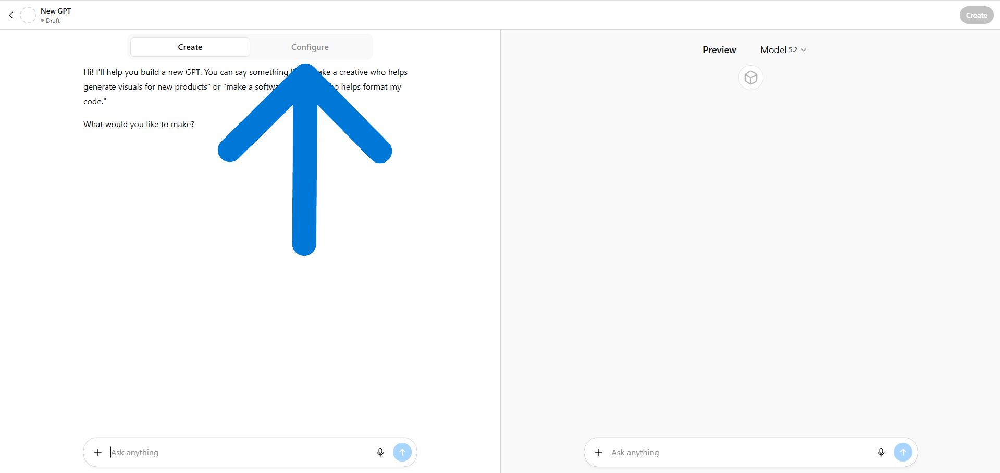 New GPT
Draft
Create
Create
Configure
Hi! I'll help you build a new GPT. You can say something ake a creative who helps
generate visuals for new products" or "make a softwa o helps format my
code."
What would you like to make?
Ask anything
Preview
Model 5.2
Ask anything